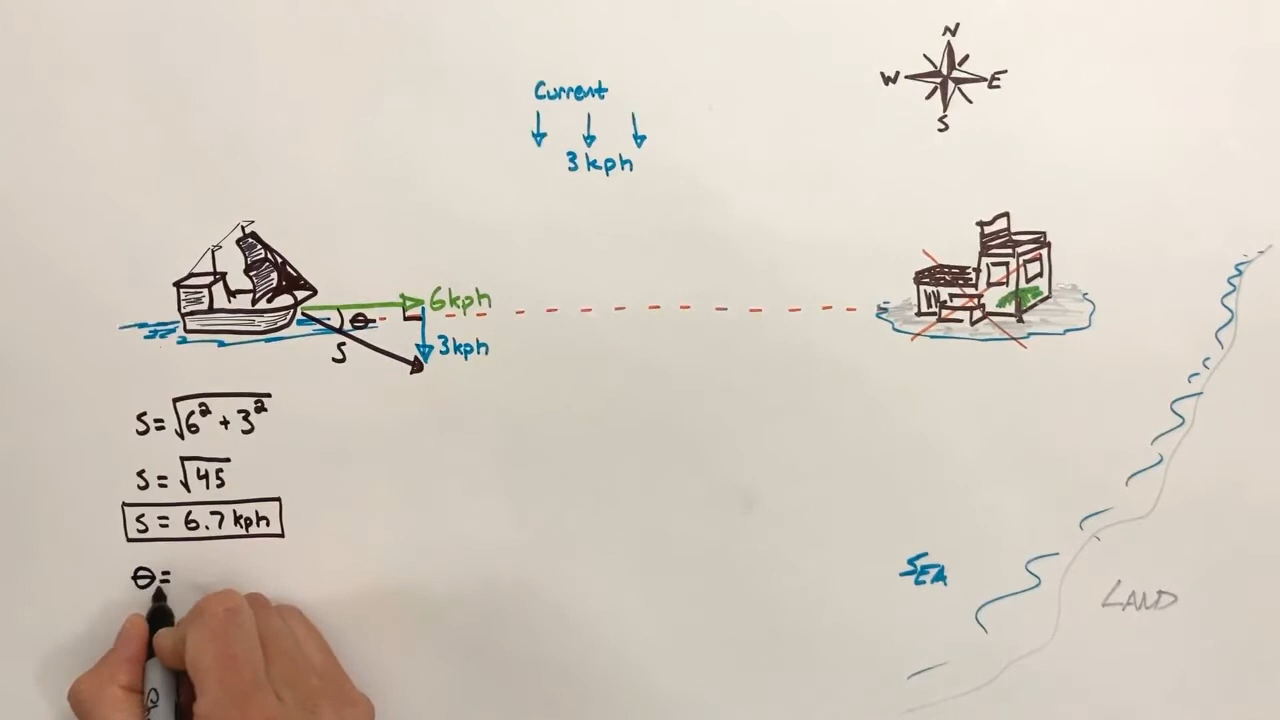 N
W E
S
Current
3 kph
6kph
θ
S
3kph
S = √6² + 3²
S = √45
S = 6.7 kph
θ =
SEA
LAND